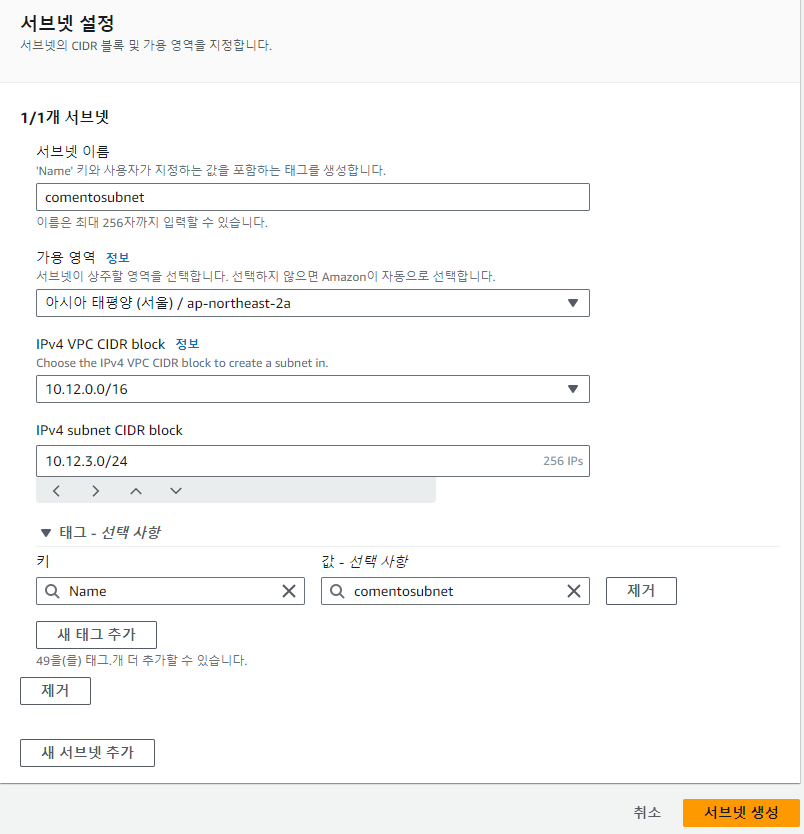 서브넷 설정
서브넷의 CIDR 블록 및 가용 영역을 지정합니다.
1/1개 서브넷
서브넷 이름
'Name' 키와 사용자가 지정하는 값을 포함하는 태그를 생성합니다.
comentosubnet
이름은 최대 256자까지 입력할 수 있습니다.
가용 영역 정보
서브넷이 상주할 영역을 선택합니다. 선택하지 않으면 Amazon이 자동으로 선택합니다.
아시아 태평양 (서울) / ap-northeast-2a
IPv4 VPC CIDR block 정보
Choose the IPv4 VPC CIDR block to create a subnet in.
10.12.0.0/16
IPv4 subnet CIDR block
10.12.3.0/24 256 IPs
태그 - 선택 사항
키 값 - 선택 사항
Name comentosubnet 제거
새 태그 추가
49을(를) 태그.개 더 추가할 수 있습니다.
제거
새 서브넷 추가
취소 서브넷 생성